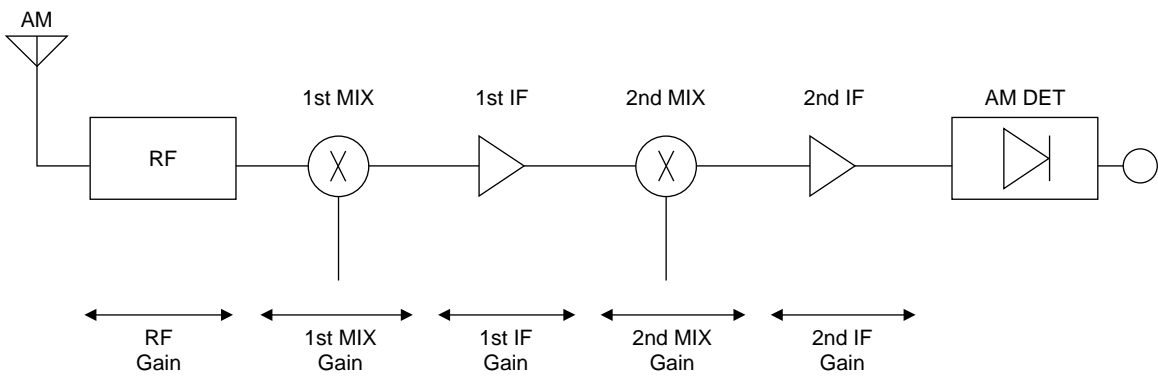 AM
1st MIX
1st IF
2nd MIX
2nd IF
AM DET
RF
RF
Gain
1st MIX
Gain
1st IF
Gain
2nd MIX
Gain
2nd IF
Gain